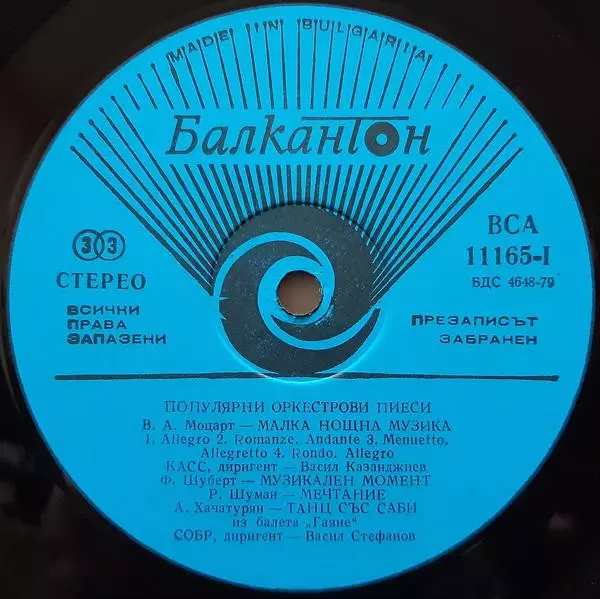 MADE IN BULGARIA
Балкантон
33
СТЕРЕО
ВСИЧКИ
ПРАВА
ЗАПАЗЕНИ
ВСА
11165-I
БДС 4648-79
ПРЕЗАПИСЪТ
ЗАБРАНЕН
ПОПУЛЯРНИ ОРКЕСТРОВИ ПИЕСИ
В. А. Моцарт — МАЛКА НОЩНА МУЗИКА
1. Allegro 2. Romanze. Andante 3. Menuetto.
Allegretto 4. Rondo. Allegro
КАСС, диригент — Васил Казанджиев
Ф. Шуберт — МУЗИКАЛЕН МОМЕНТ
Р. Шуман — МЕЧТАНИЕ
А. Хачатурян — ТАНЦ СЪС САБИ
из балета „Гаяне"
СОБР, диригент — Васил Стефанов